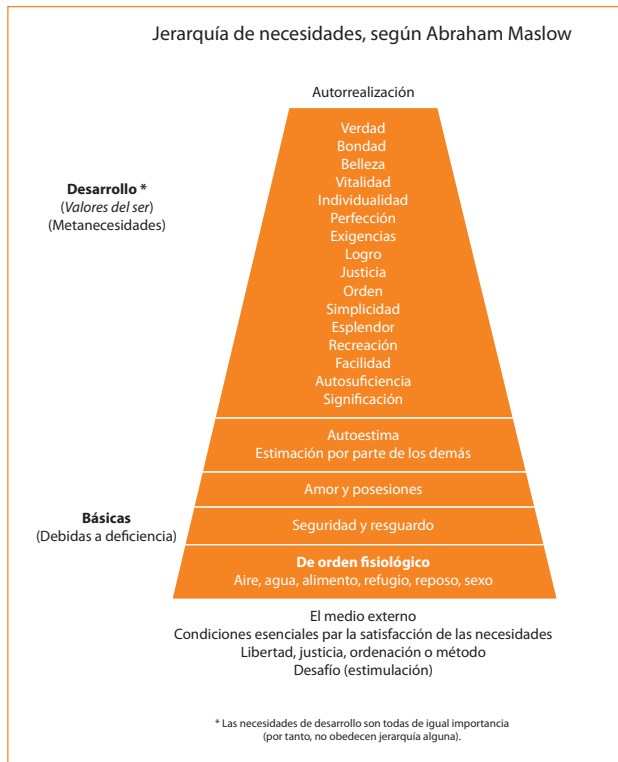 Jerarquía de necesidades, según Abraham Maslow
Autorrealización
Verdad
Bondad
Belleza
Vitalidad
Individualidad
Perfección
Exigencias
Logro
Justicia
Orden
Simplicidad
Esplendor
Recreación
Facilidad
Autosuficiencia
Significación
Desarrollo *
(Valores del ser)
(Metanecesidades)
Autoestima
Estimación por parte de los demás
Amor y posesiones
Seguridad y resguardo
Básicas
(Debidas a deficiencia)
De orden fisiológico
Aire, agua, alimento, refugio, reposo, sexo
El medio externo
Condiciones esenciales par la satisfacción de las necesidades
Libertad, justicia, ordenación o método
Desafío (estimulación)
* Las necesidades de desarrollo son todas de igual importancia
(por tanto, no obedecen jerarquía alguna).